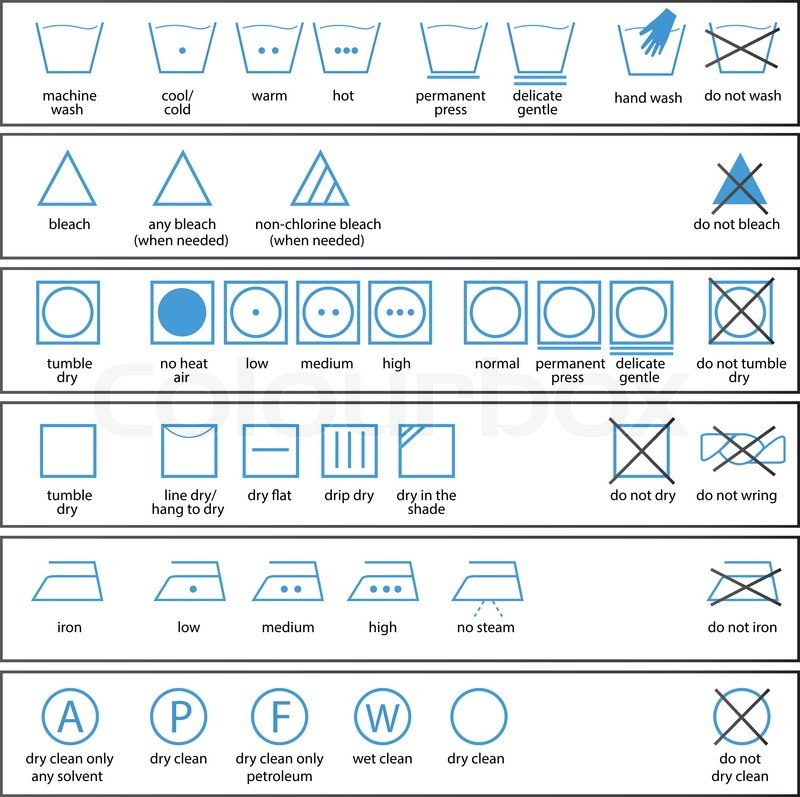 machine
wash
cool/
cold
warm
hot
permanent
press
delicate
gentle
hand wash
do not wash
bleach
any bleach
(when needed)
non-chlorine bleach
(when needed)
do not bleach
tumble
dry
no heat
air
low
medium
high
normal
permanent
press
delicate
gentle
do not tumble
dry
colourbox
tumble
dry
line dry/
hang to dry
dry flat
drip dry
dry in the
shade
do not dry
do not wring
iron
low
medium
high
no steam
do not iron
A
dry clean only
any solvent
P
dry clean
F
dry clean only
petroleum
W
wet clean
dry clean
do not
dry clean